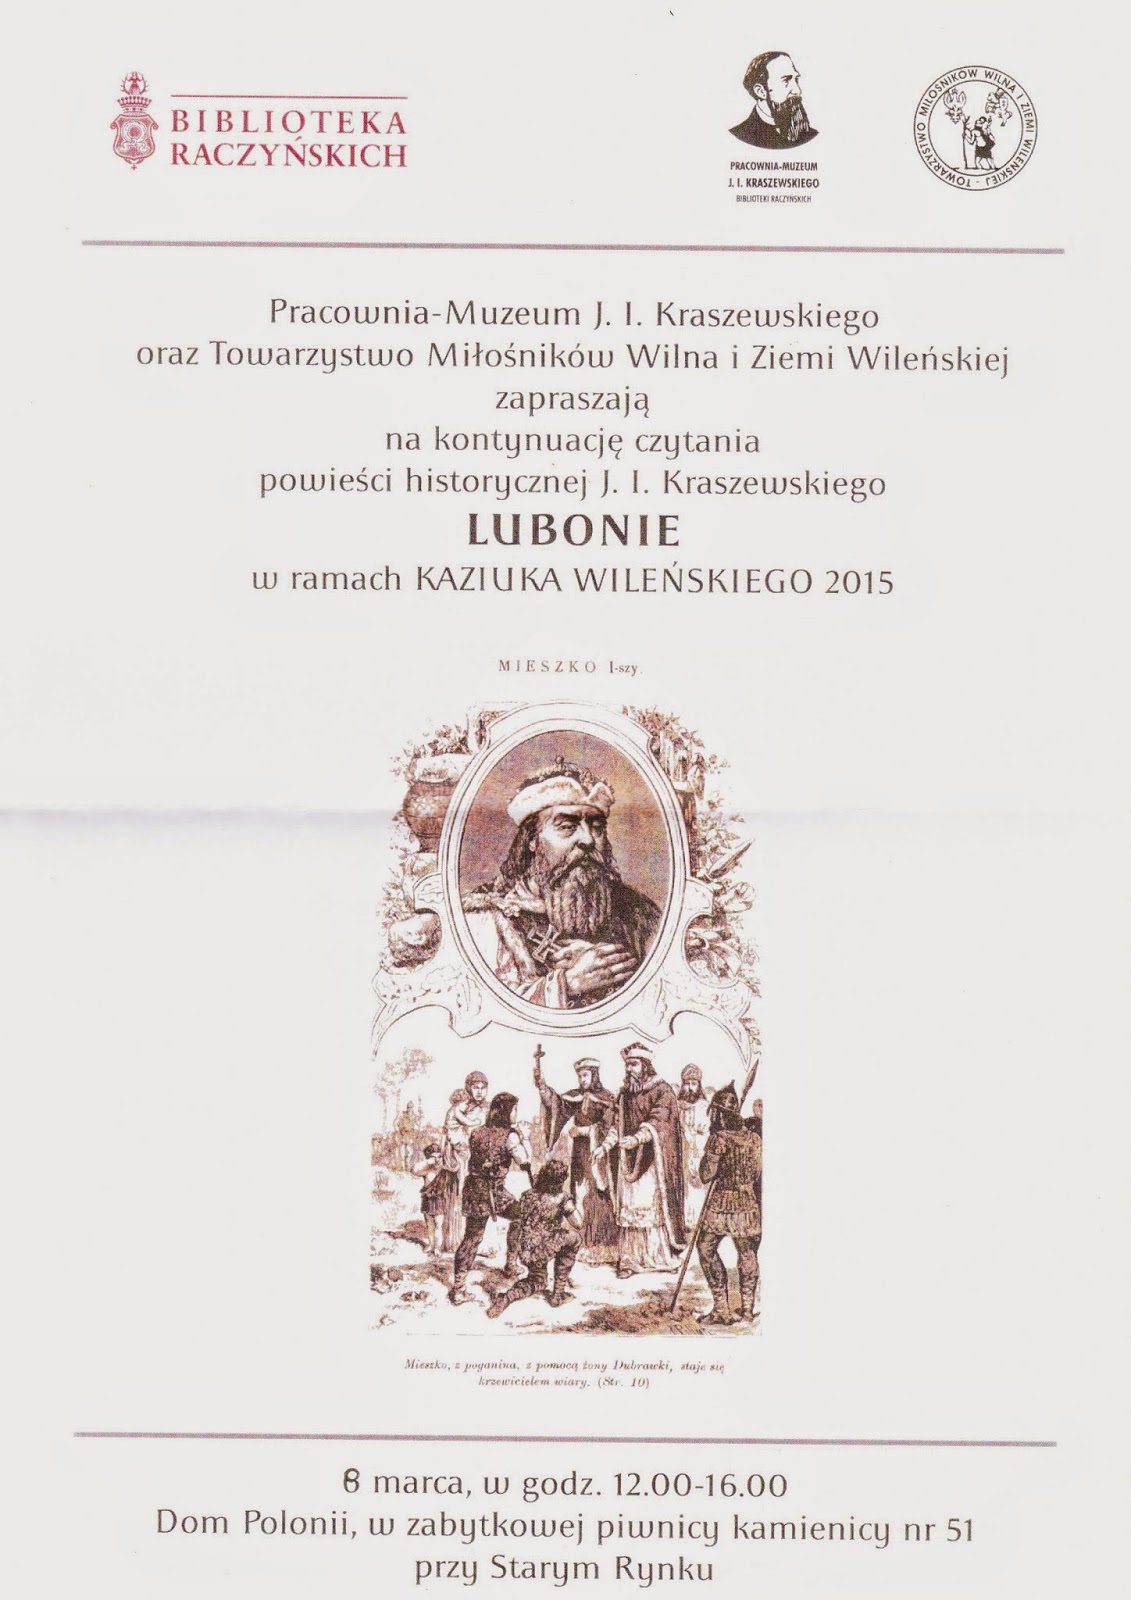 BIBLIOTEKA
RACZYŃSKICH
PRACOWNIA-MUZEUM
J. I. KRASZEWSKIEGO
BIBLIOTEKI RACZYŃSKICH
TOWARZYSTWO MIŁOŚNIKÓW WILNA I ZIEMI WILEŃSKIEJ -
Pracownia-Muzeum J. I. Kraszewskiego
oraz Towarzystwo Miłośników Wilna i Ziemi Wileńskiej
zapraszają
na kontynuację czytania
powieści historycznej J. I. Kraszewskiego
LUBONIE
w ramach KAZIUKA WILEŃSKIEGO 2015
MIESZKO I-szy.
Mieszko, z poganina, z pomocą żony Dubrawki, staje się
krzewicielem wiary. (Str. 10)
8 marca, w godz. 12.00-16.00
Dom Polonii, w zabytkowej piwnicy kamienicy nr 51
przy Starym Rynku